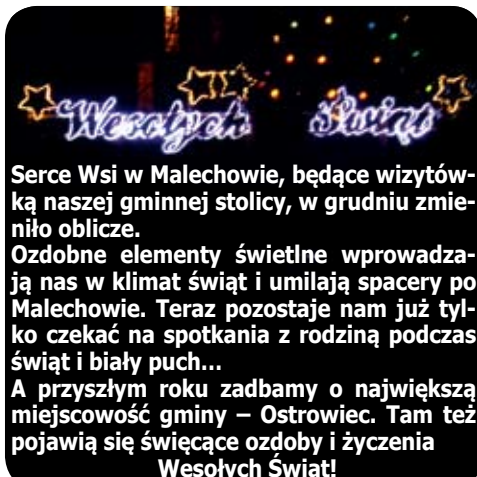 Wesołych Świąt
Serce Wsi w Malechowie, będące wizytów-
ką naszej gminnej stolicy, w grudniu zmie-
niło oblicze.
Ozdobne elementy świetlne wprowadza-
ją nas w klimat świąt i umilają spacery po
Malechowie. Teraz pozostaje nam już tyl-
ko czekać na spotkania z rodziną podczas
świąt i biały puch...
A przyszłym roku zadbamy o największą
miejscowość gminy – Ostrowiec. Tam też
pojawią się święcące ozdoby i życzenia
Wesołych Świąt!